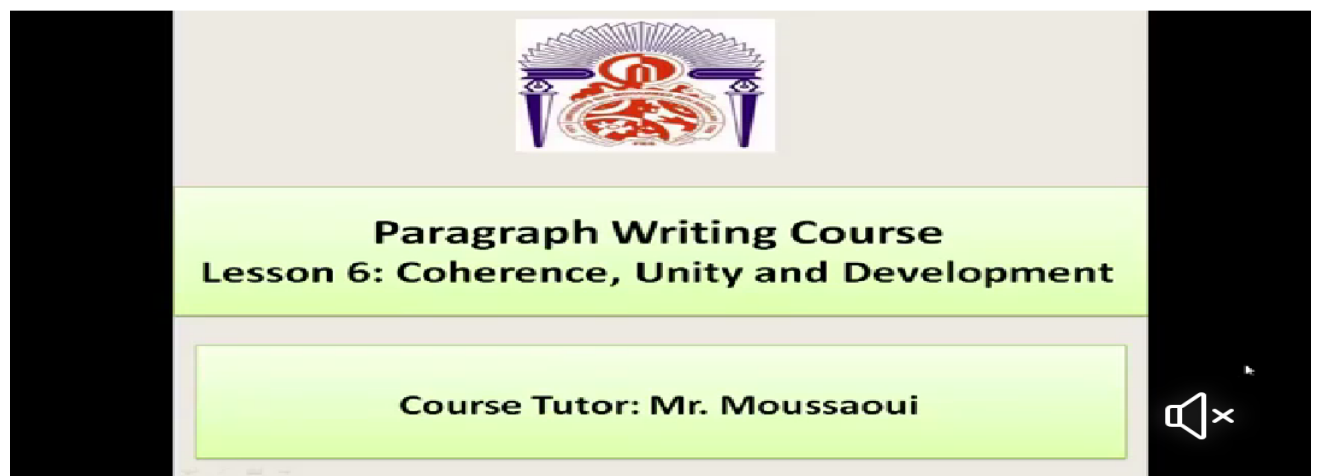 Paragraph Writing Course
Lesson 6: Coherence, Unity and Development
Course Tutor: Mr. Moussaoui